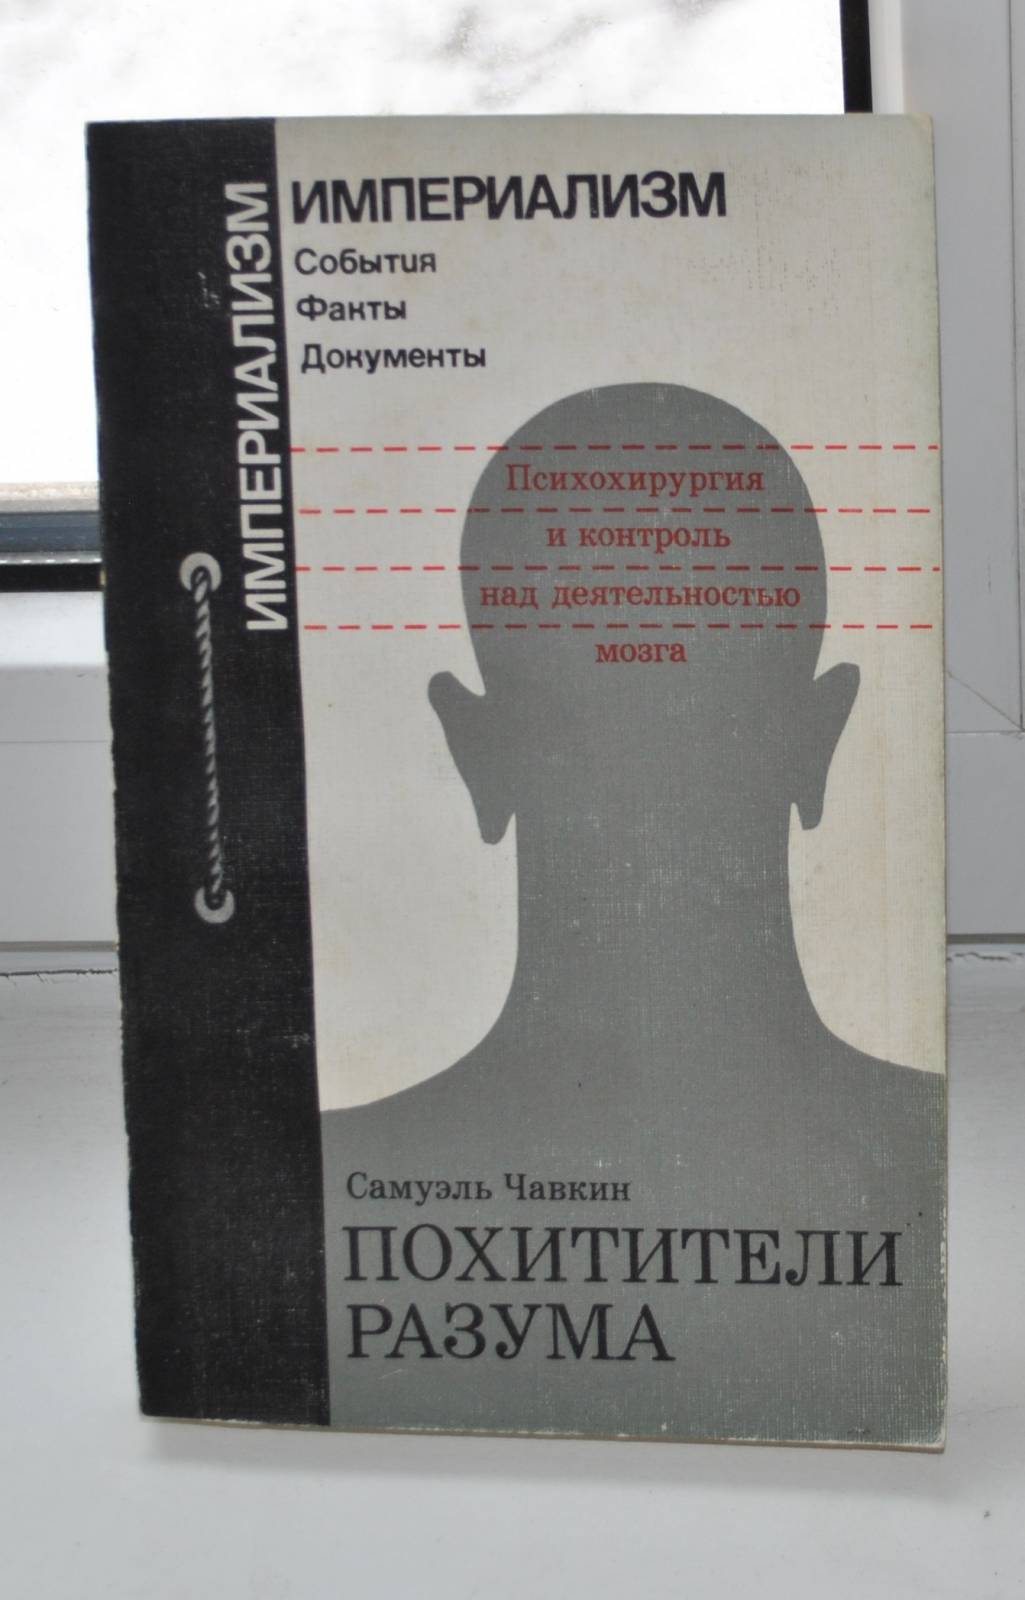 ИМПЕРИАЛИЗМ
ИМПЕРИАЛИЗМ
События
Факты
Документы
Психохирургия
и контроль
над деятельностью
мозга
Самуэль Чавкин
ПОХИТИТЕЛИ
РАЗУМА